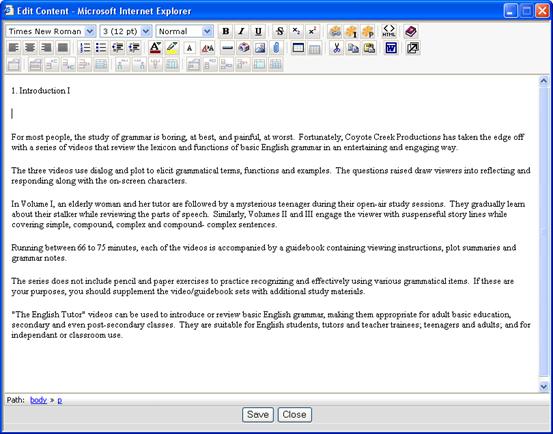 Edit Content - Microsoft Internet Explorer
Times New Roman 3 (12 pt) Normal B I U S x² x₂ I P HTML
A A W
1. Introduction I
For most people, the study of grammar is boring, at best, and painful, at worst. Fortunately, Coyote Creek Productions has taken the edge off
with a series of videos that review the lexicon and functions of basic English grammar in an entertaining and engaging way.
The three videos use dialog and plot to elicit grammatical terms, functions and examples. The questions raised draw viewers into reflecting and
responding along with the on-screen characters.
In Volume I, an elderly woman and her tutor are followed by a mysterious teenager during their open-air study sessions. They gradually learn
about their stalker while reviewing the parts of speech. Similarly, Volumes II and III engage the viewer with suspenseful story lines while
covering simple, compound, complex and compound- complex sentences.
Running between 66 to 75 minutes, each of the videos is accompanied by a guidebook containing viewing instructions, plot summaries and
grammar notes.
The series does not include pencil and paper exercises to practice recognizing and effectively using various grammatical items. If these are
your purposes, you should supplement the video/guidebook sets with additional study materials.
"The English Tutor" videos can be used to introduce or review basic English grammar, making them appropriate for adult basic education,
secondary and even post-secondary classes. They are suitable for English students, tutors and teacher trainees; teenagers and adults; and for
independent or classroom use.
Path: body » p
Save Close